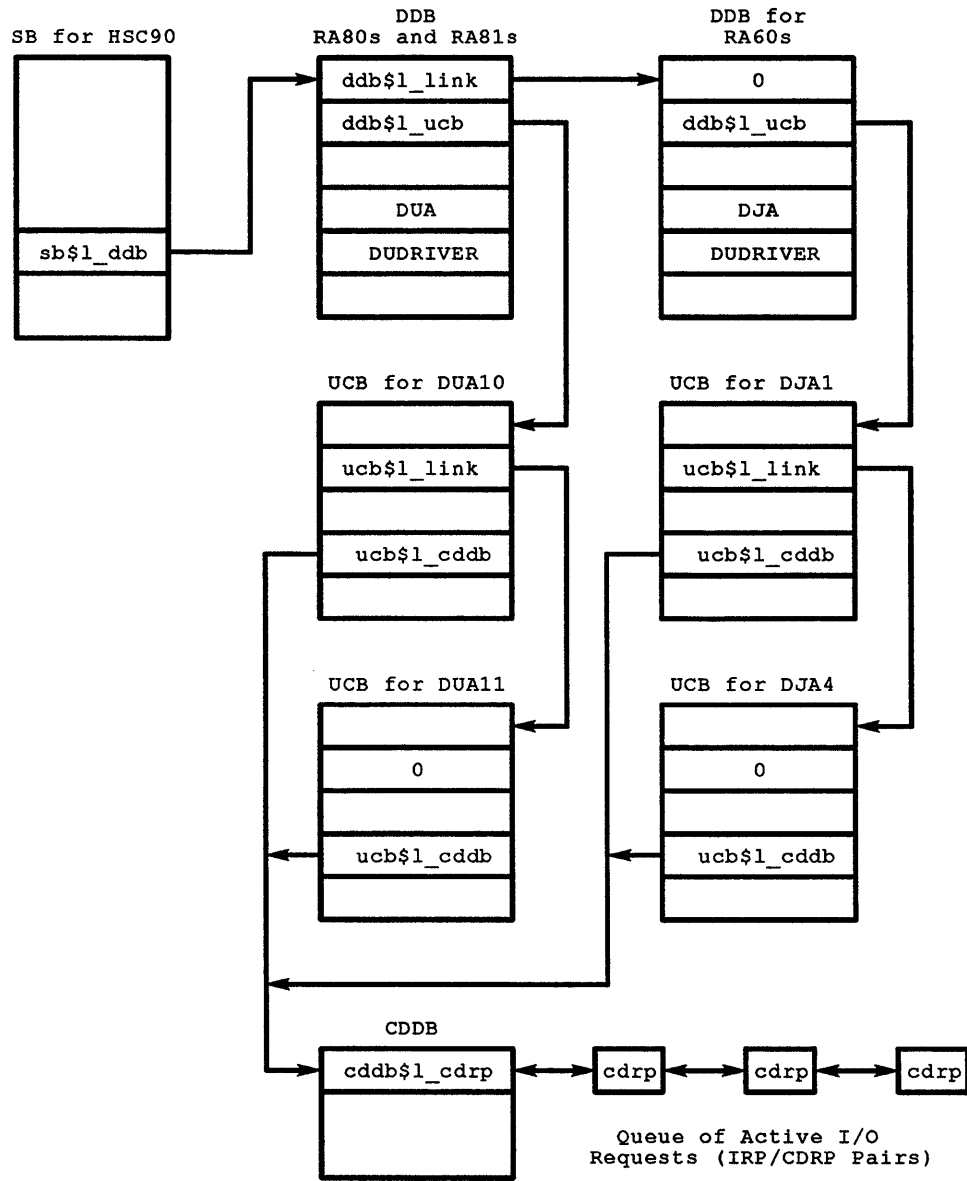 SB for HSC90
DDB
RA80s and RA81s
DDB for
RA60s
ddb$l_link
0
ddb$l_ucb
ddb$l_ucb
DUA
DJA
sb$l_ddb
DUDRIVER
DUDRIVER
UCB for DUA10
UCB for DJA1
ucb$l_link
ucb$l_link
ucb$l_cddb
ucb$l_cddb
UCB for DUA11
UCB for DJA4
0
0
ucb$l_cddb
ucb$l_cddb
CDDB
cddb$l_cdrp
cdrp
cdrp
cdrp
Queue of Active I/O
Requests (IRP/CDRP Pairs)